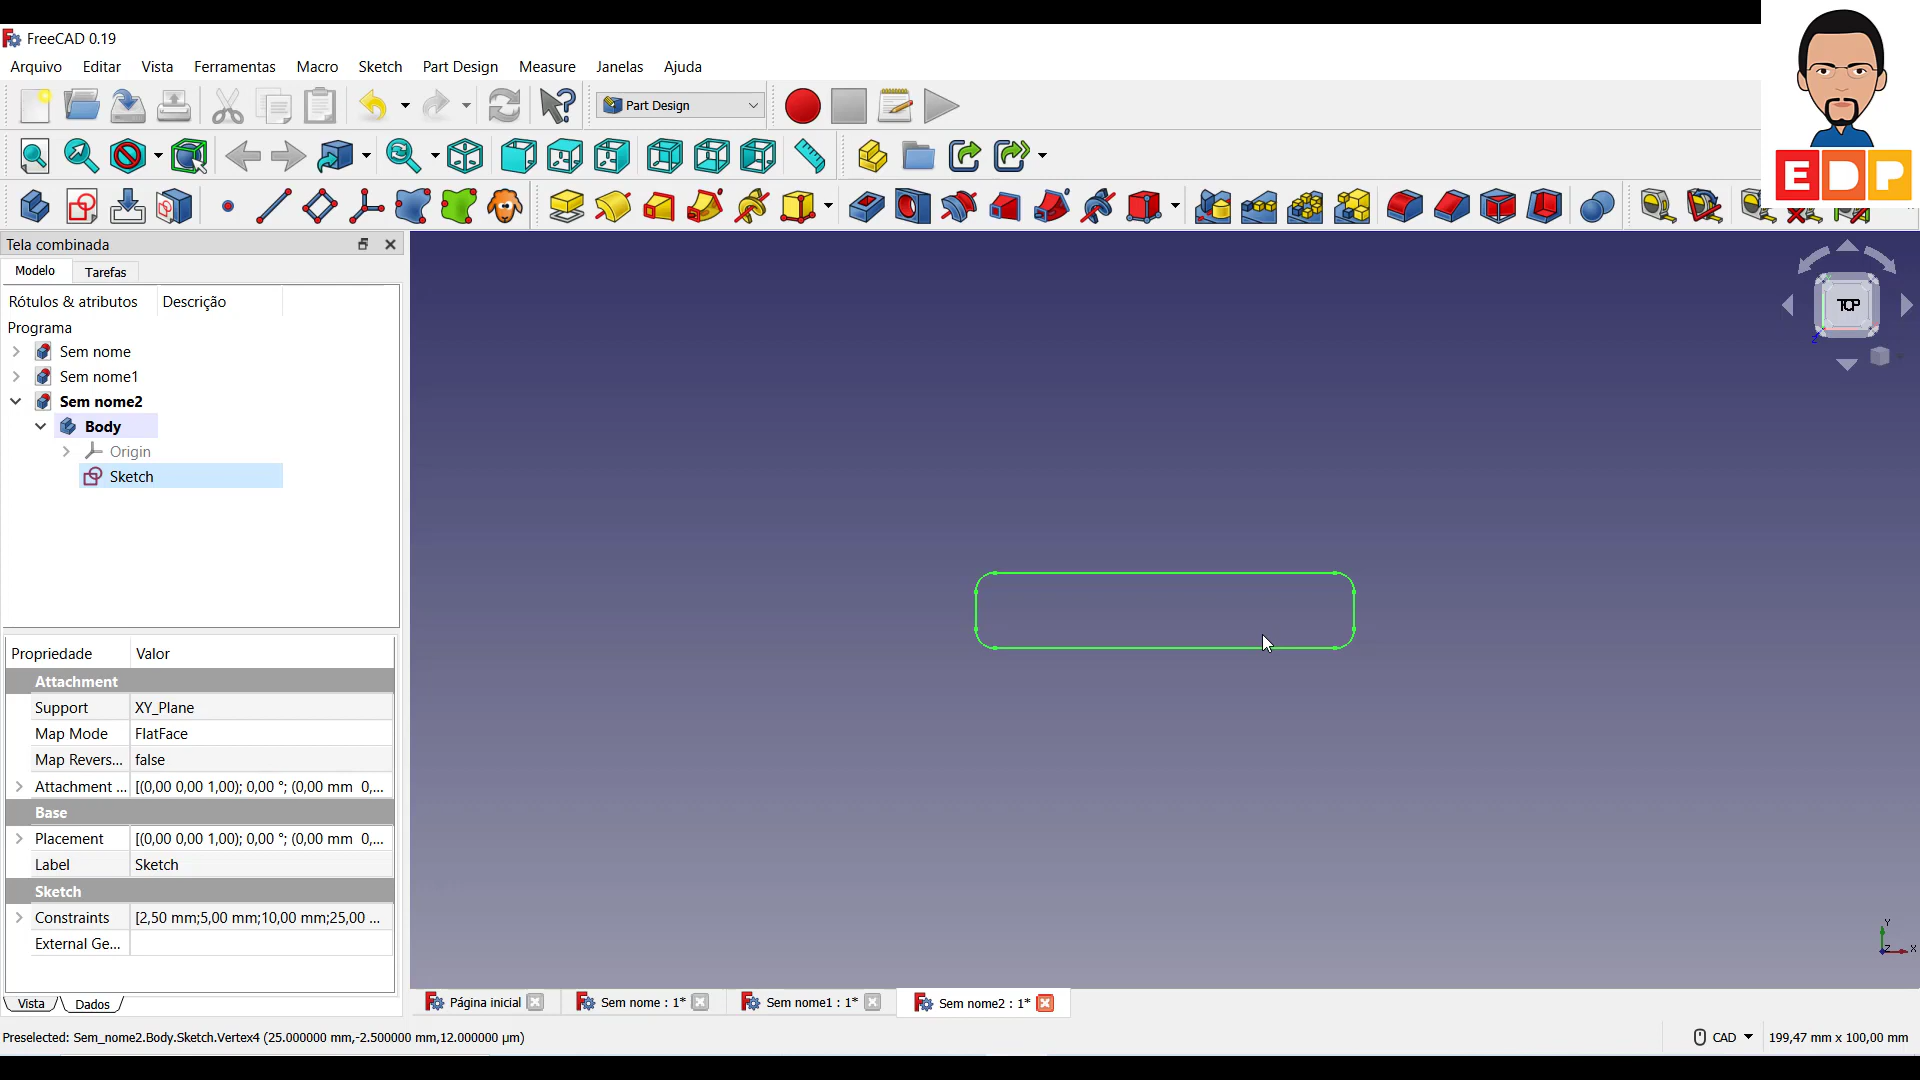 FreeCAD 0.19
Arquivo Editar Vista Ferramentas Macro Sketch Part Design Measure Janelas Ajuda
Part Design
EDP
Tela combinada
Modelo Tarefas
Rótulos & atributos Descrição
Programa
Sem nome
Sem nome1
Sem nome2
Body
Origin
Sketch
TOP
Z
Propriedade Valor
Attachment
Support XY_Plane
Map Mode FlatFace
Map Revers... false
Attachment ... [(0,00 0,00 1,00); 0,00 °; (0,00 mm 0,...
Base
Placement [(0,00 0,00 1,00); 0,00 °; (0,00 mm 0,...
Label Sketch
Sketch
Constraints [2,50 mm;5,00 mm;10,00 mm;25,00 ...
External Ge...
Y
Z X
Vista Dados
Página inicial Sem nome : 1* Sem nome1 : 1* Sem nome2 : 1*
Preselected: Sem_nome2.Body.Sketch.Vertex4 (25.000000 mm,-2.500000 mm,12.000000 µm)
CAD 199,47 mm x 100,00 mm